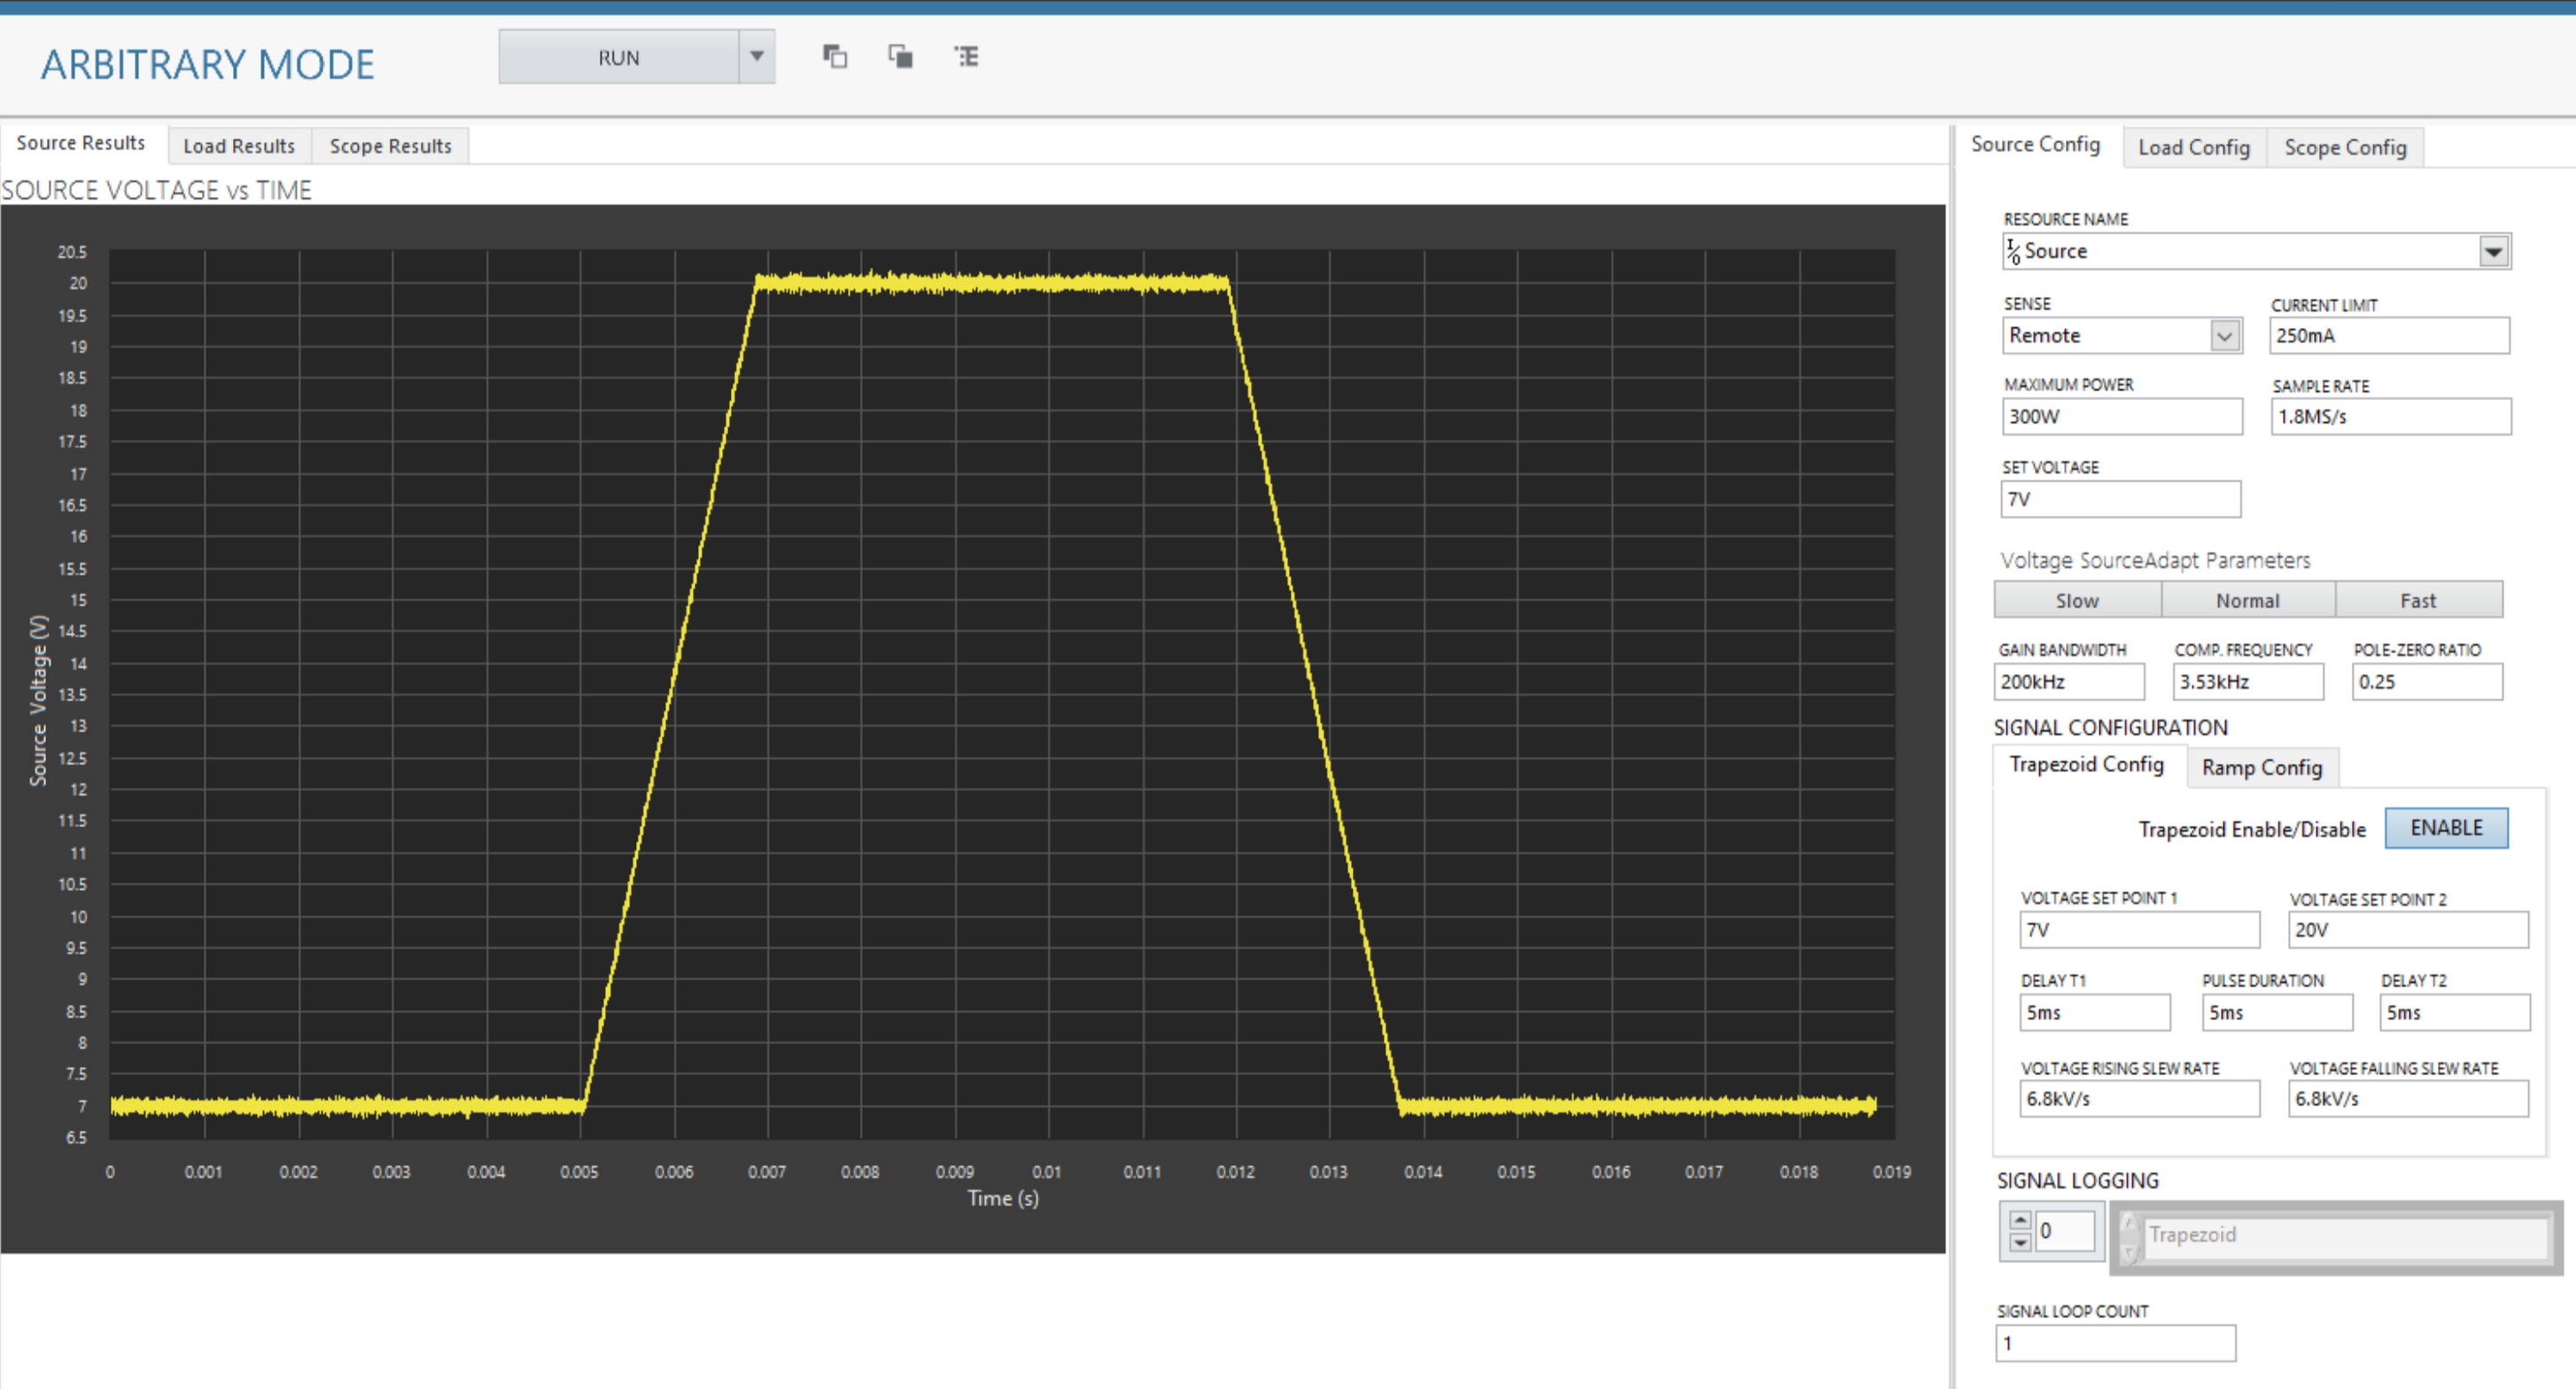 ARBITRARY MODE
RUN
Source Results Load Results Scope Results
SOURCE VOLTAGE vs TIME
20.5
20
19.5
19
18.5
18
17.5
17
16.5
16
15.5
15
14.5
14
13.5
13
12.5
12
11.5
11
10.5
10
9.5
9
8.5
8
7.5
7
6.5
Source Voltage (V)
0 0.001 0.002 0.003 0.004 0.005 0.006 0.007 0.008 0.009 0.01 0.011 0.012 0.013 0.014 0.015 0.016 0.017 0.018 0.019
Time (s)
Source Config Load Config Scope Config
RESOURCE NAME
I/O Source
SENSE CURRENT LIMIT
Remote 250mA
MAXIMUM POWER SAMPLE RATE
300W 1.8MS/s
SET VOLTAGE
7V
Voltage SourceAdapt Parameters
Slow Normal Fast
GAIN BANDWIDTH COMP. FREQUENCY POLE-ZERO RATIO
200kHz 3.53kHz 0.25
SIGNAL CONFIGURATION
Trapezoid Config Ramp Config
Trapezoid Enable/Disable ENABLE
VOLTAGE SET POINT 1 VOLTAGE SET POINT 2
7V 20V
DELAY T1 PULSE DURATION DELAY T2
5ms 5ms 5ms
VOLTAGE RISING SLEW RATE VOLTAGE FALLING SLEW RATE
6.8kV/s 6.8kV/s
SIGNAL LOGGING
0 Trapezoid
SIGNAL LOOP COUNT
1